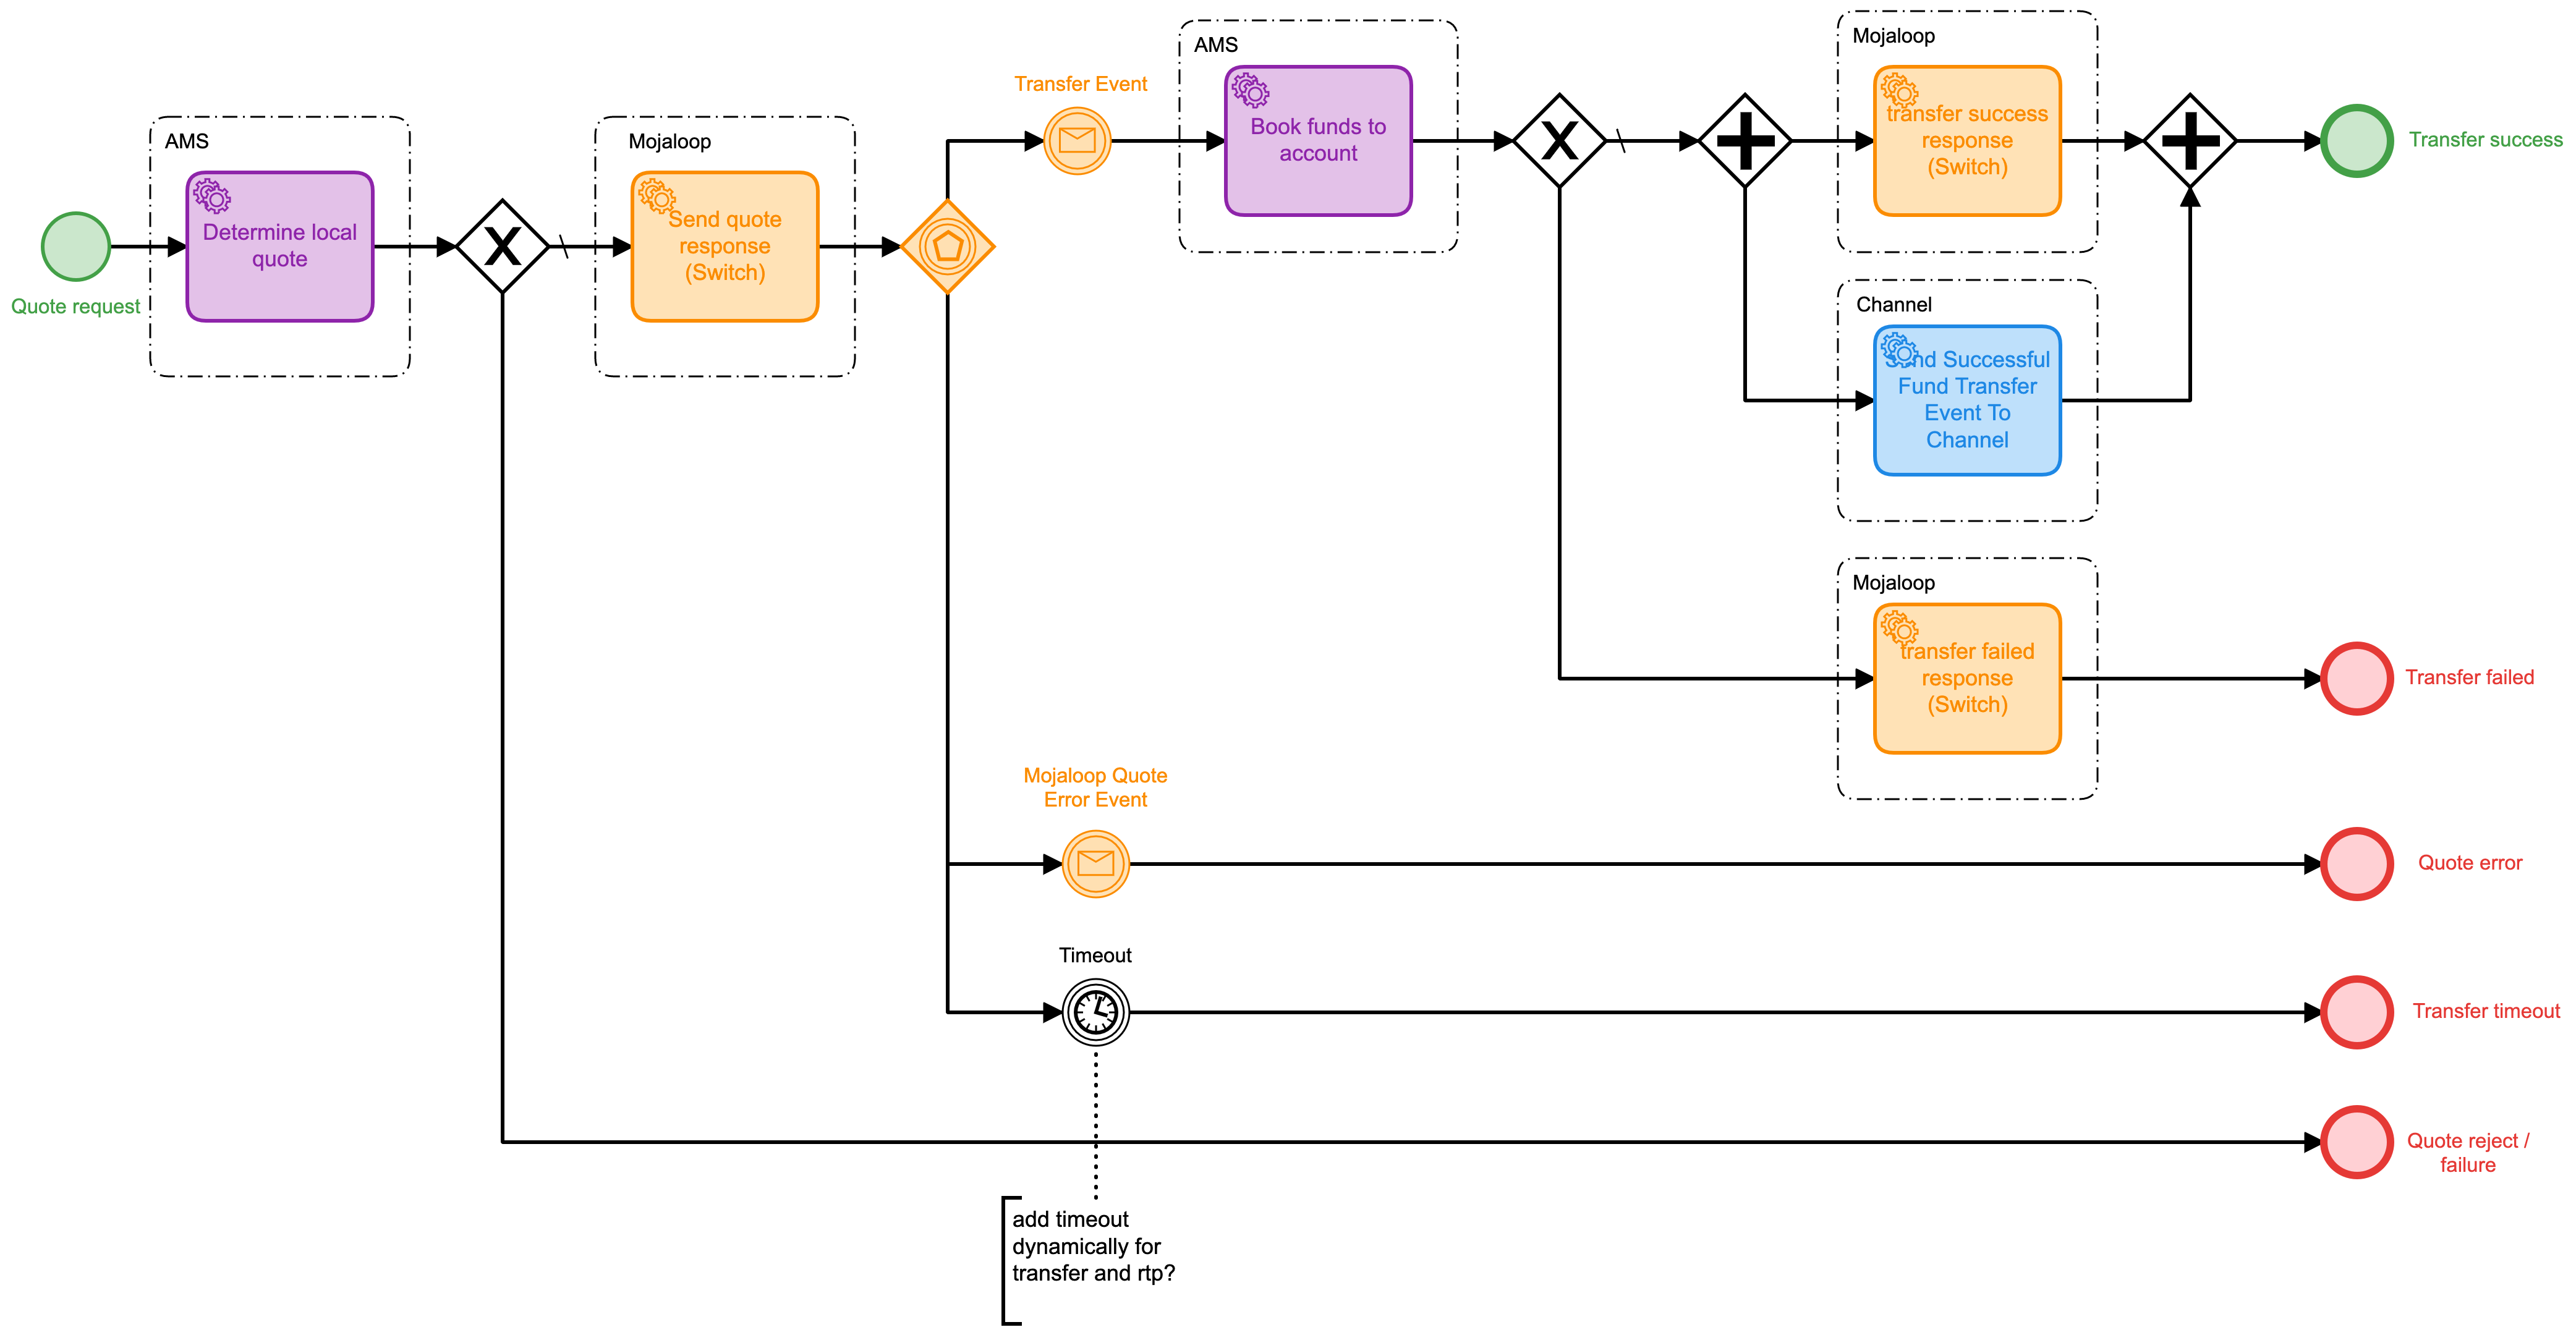 Quote request
AMS
Determine local
quote
X
Mojaloop
Send quote
response
(Switch)
Transfer Event
AMS
Book funds to
account
X
Mojaloop
transfer success
response
(Switch)
Transfer success
Channel
Send Successful
Fund Transfer
Event To
Channel
Mojaloop
transfer failed
response
(Switch)
Transfer failed
Mojaloop Quote
Error Event
Quote error
Timeout
Transfer timeout
Quote reject /
failure
add timeout
dynamically for
transfer and rtp?